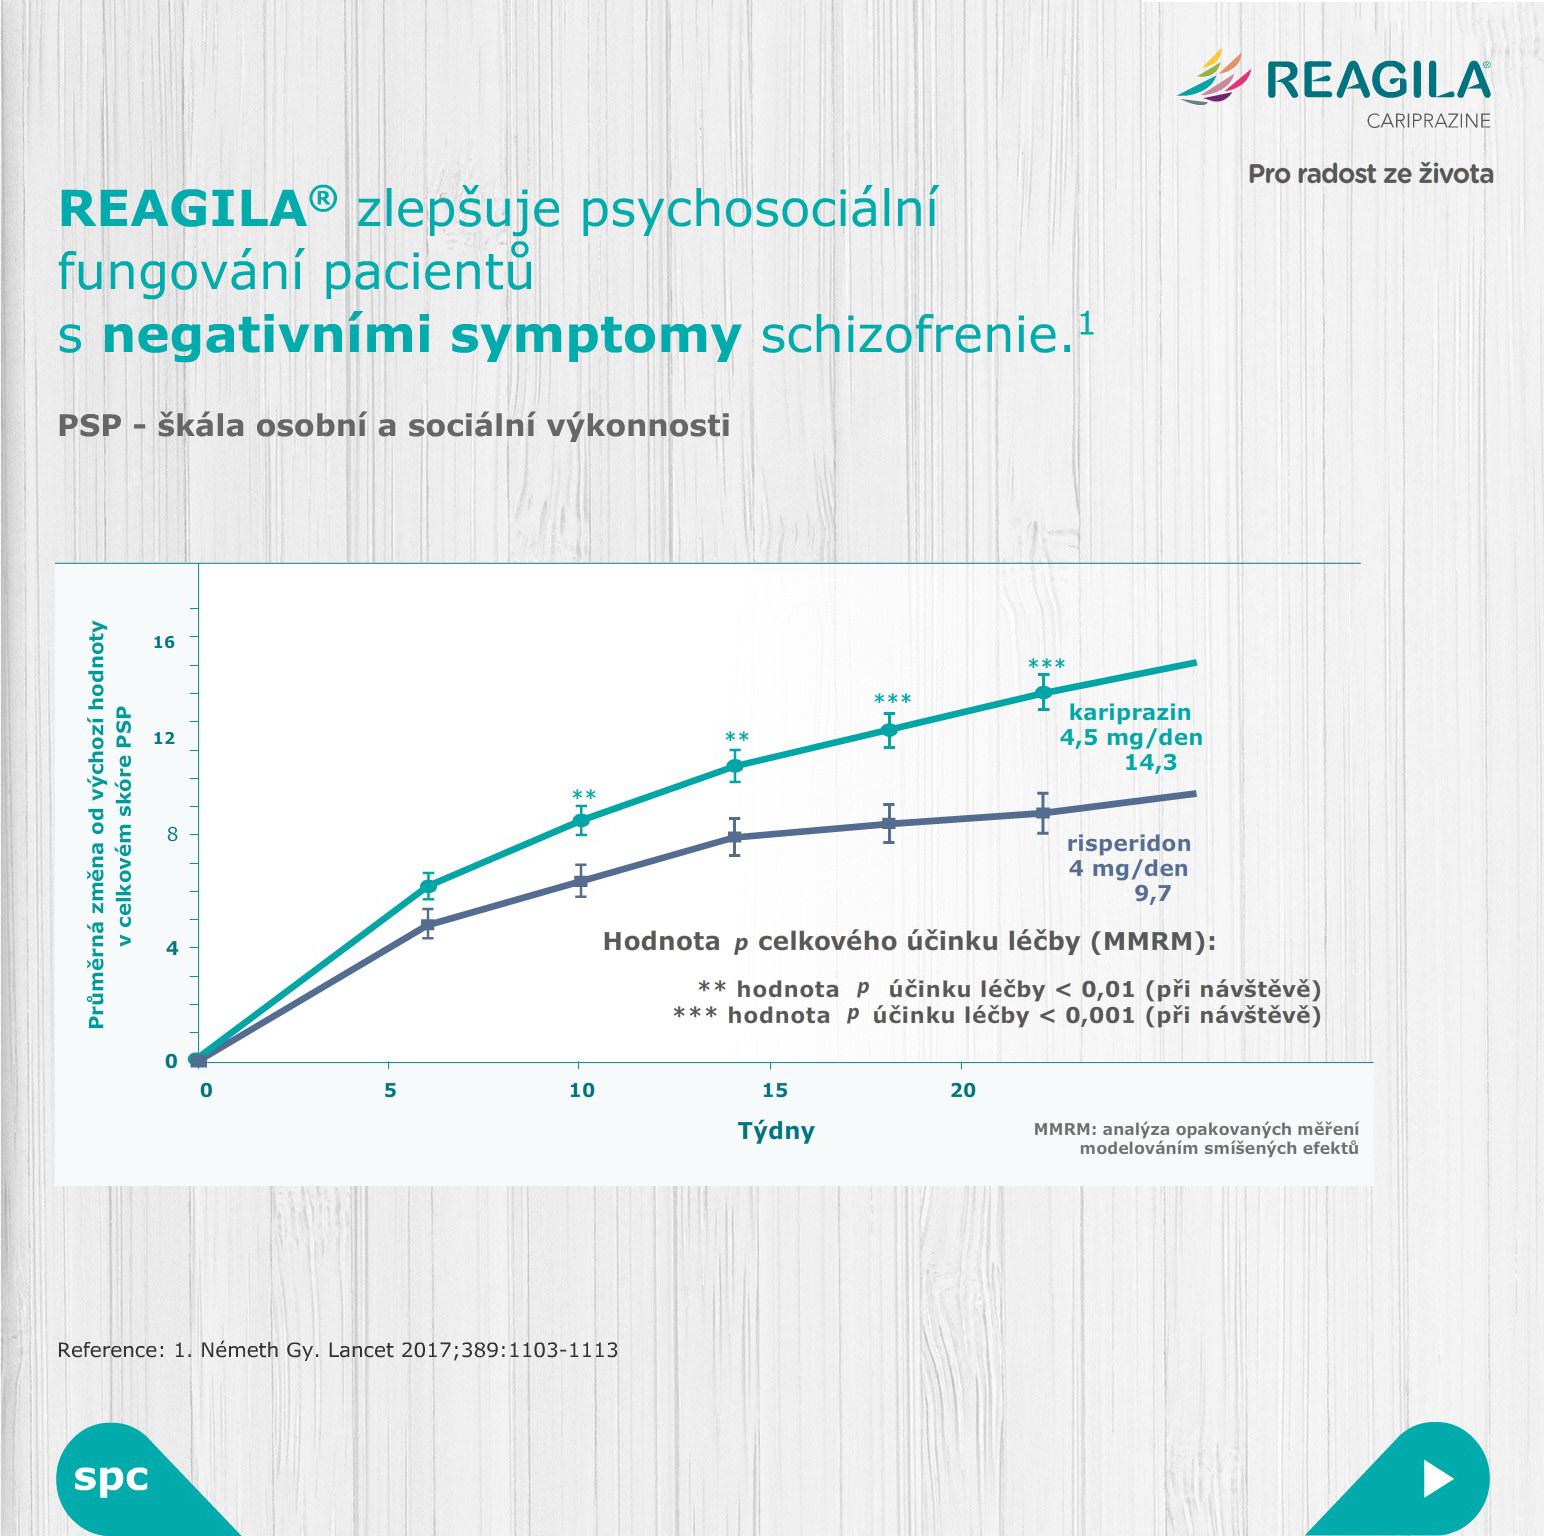 REAGILA®
CARIPRAZINE
Pro radost ze života
REAGILA® zlepšuje psychosociální
fungování pacientů
s negativními symptomy schizofrenie.1
PSP - škála osobní a sociální výkonnosti
Průměrná změna od výchozí hodnoty
v celkovém skóre PSP
16
12
8
4
0
**
**
***
***
kariprazin
4,5 mg/den
14,3
risperidon
4 mg/den
9,7
Hodnota p celkového účinku léčby (MMRM):
** hodnota p účinku léčby < 0,01 (při návštěvě)
*** hodnota p účinku léčby < 0,001 (při návštěvě)
0 5 10 15 20
Týdny
MMRM: analýza opakovaných měření
modelováním smíšených efektů
Reference: 1. Németh Gy. Lancet 2017;389:1103-1113
spc